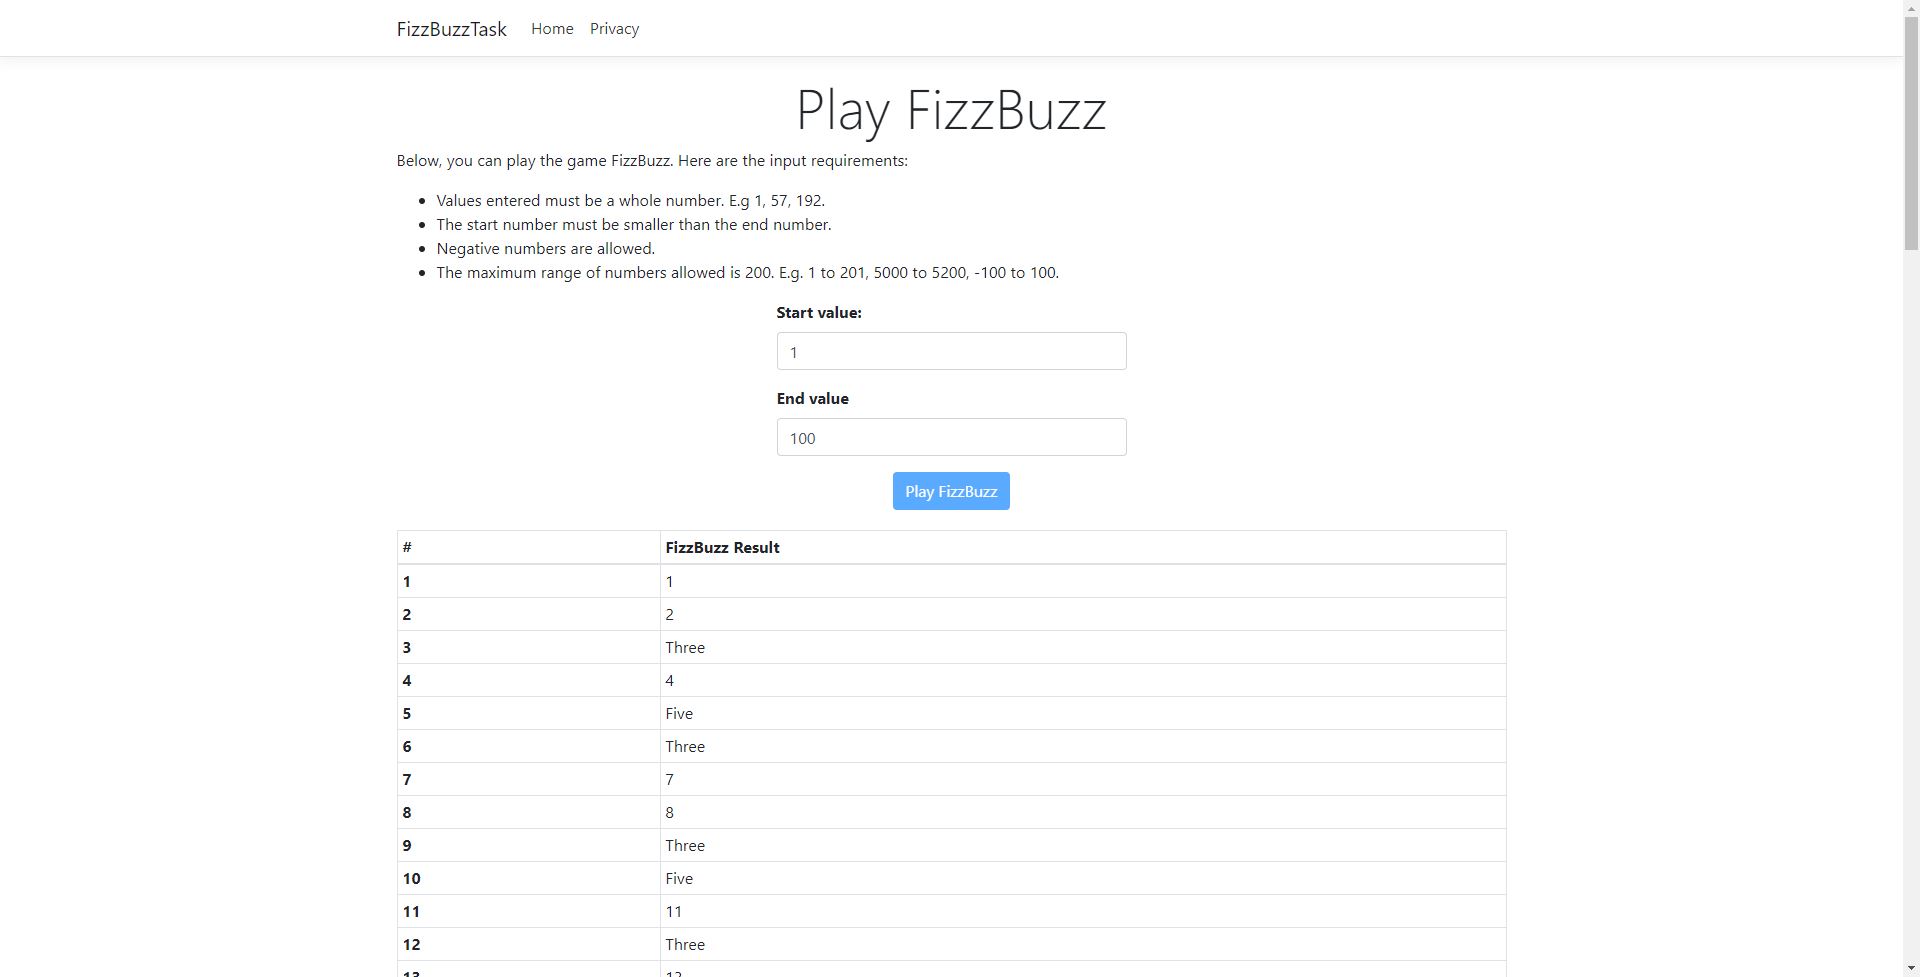 FizzBuzzTask Home Privacy
Play FizzBuzz
Below, you can play the game FizzBuzz. Here are the input requirements:
Values entered must be a whole number. E.g 1, 57, 192.
The start number must be smaller than the end number.
Negative numbers are allowed.
The maximum range of numbers allowed is 200. E.g. 1 to 201, 5000 to 5200, -100 to 100.
Start value:
1
End value
100
Play FizzBuzz
# FizzBuzz Result
1 1
2 2
3 Three
4 4
5 Five
6 Three
7 7
8 8
9 Three
10 Five
11 11
12 Three
13 13